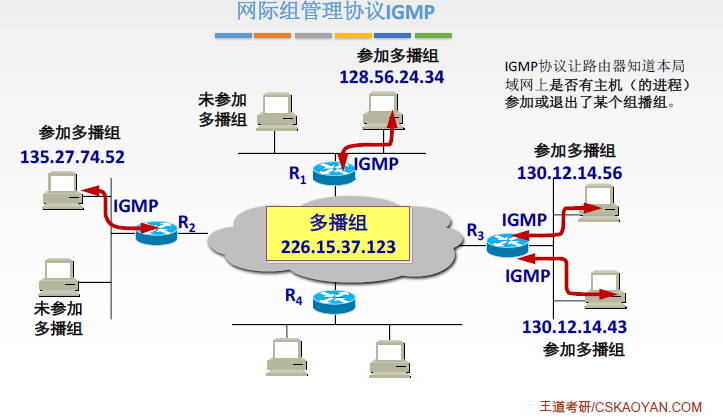 网际组管理协议IGMP
参加多播组
128.56.24.34
IGMP协议让路由器知道本局
域网上是否有主机（的进程）
参加或退出了某个组播组。
未参加
多播组
参加多播组
135.27.74.52
IGMP
R1
IGMP
R2
多播组
226.15.37.123
参加多播组
130.12.14.56
IGMP
R3
IGMP
未参加
多播组
R4
130.12.14.43
参加多播组
王道考研/CSKAOYAN.COM